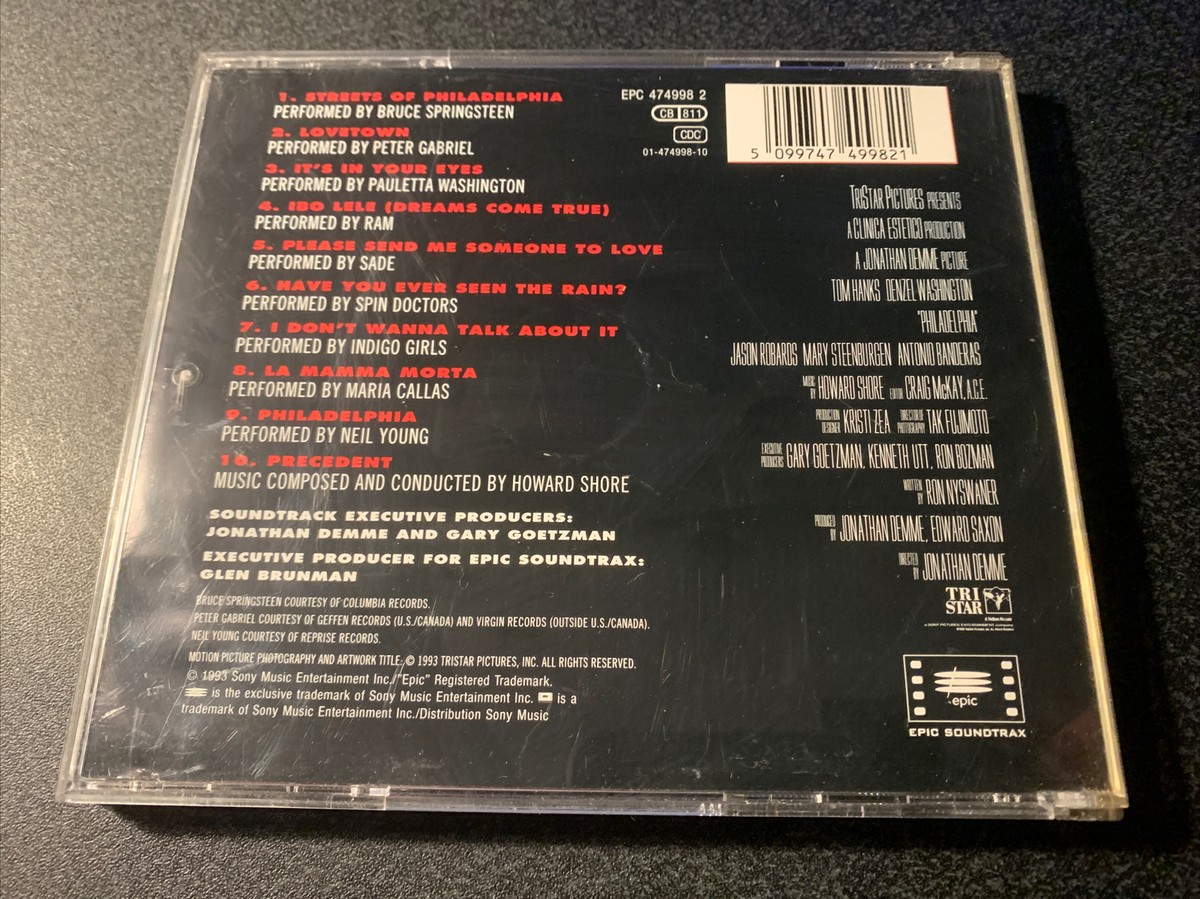 1. STREETS OF PHILADELPHIA
PERFORMED BY BRUCE SPRINGSTEEN
2. LOVETOWN
PERFORMED BY PETER GABRIEL
3. IT'S IN YOUR EYES
PERFORMED BY PAULETTA WASHINGTON
4. IBO LELE (DREAMS COME TRUE)
PERFORMED BY RAM
5. PLEASE SEND ME SOMEONE TO LOVE
PERFORMED BY SADE
6. HAVE YOU EVER SEEN THE RAIN?
PERFORMED BY SPIN DOCTORS
7. I DON'T WANNA TALK ABOUT IT
PERFORMED BY INDIGO GIRLS
8. LA MAMMA MORTA
PERFORMED BY MARIA CALLAS
9. PHILADELPHIA
PERFORMED BY NEIL YOUNG
10. PRECEDENT
MUSIC COMPOSED AND CONDUCTED BY HOWARD SHORE
SOUNDTRACK EXECUTIVE PRODUCERS:
JONATHAN DEMME AND GARY GOETZMAN
EXECUTIVE PRODUCER FOR EPIC SOUNDTRAX:
GLEN BRUNMAN
BRUCE SPRINGSTEEN COURTESY OF COLUMBIA RECORDS.
PETER GABRIEL COURTESY OF GEFFEN RECORDS (U.S./CANADA) AND VIRGIN RECORDS (OUTSIDE U.S./CANADA).
NEIL YOUNG COURTESY OF REPRISE RECORDS.
MOTION PICTURE PHOTOGRAPHY AND ARTWORK TITLE: © 1993 TRISTAR PICTURES, INC. ALL RIGHTS RESERVED.
© 1993 Sony Music Entertainment Inc./"Epic" Registered Trademark.
is the exclusive trademark of Sony Music Entertainment Inc. is a
trademark of Sony Music Entertainment Inc./Distribution Sony Music
EPC 474998 2
CB 811
CDC
01-474998-10
5 099747 499821
TRISTAR PICTURES PRESENTS
A CLINICA ESTETICO PRODUCTION
A JONATHAN DEMME PICTURE
TOM HANKS DENZEL WASHINGTON
"PHILADELPHIA"
JASON ROBARDS MARY STEENBURGEN ANTONIO BANDERAS
MUSIC BY HOWARD SHORE EDITOR CRAIG McKAY, A.C.E.
PRODUCTION DESIGNER KRISTI ZEA DIRECTOR OF PHOTOGRAPHY TAK FUJIMOTO
EXECUTIVE PRODUCERS GARY GOETZMAN, KENNETH UTT, RON BOZMAN
WRITTEN BY RON NYSWANER
PRODUCED BY JONATHAN DEMME, EDWARD SAXON
DIRECTED BY JONATHAN DEMME
TRI
STAR
epic
EPIC SOUNDTRAX